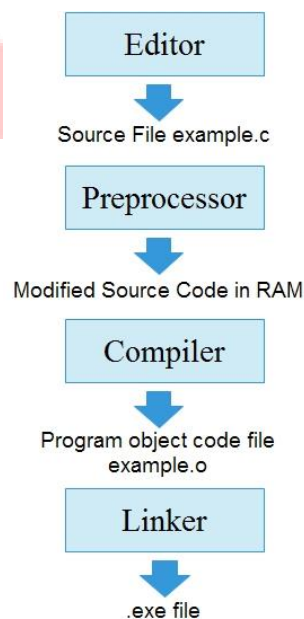 Editor
Source File example.c
Preprocessor
Modified Source Code in RAM
Compiler
Program object code file
example.o
Linker
.exe file